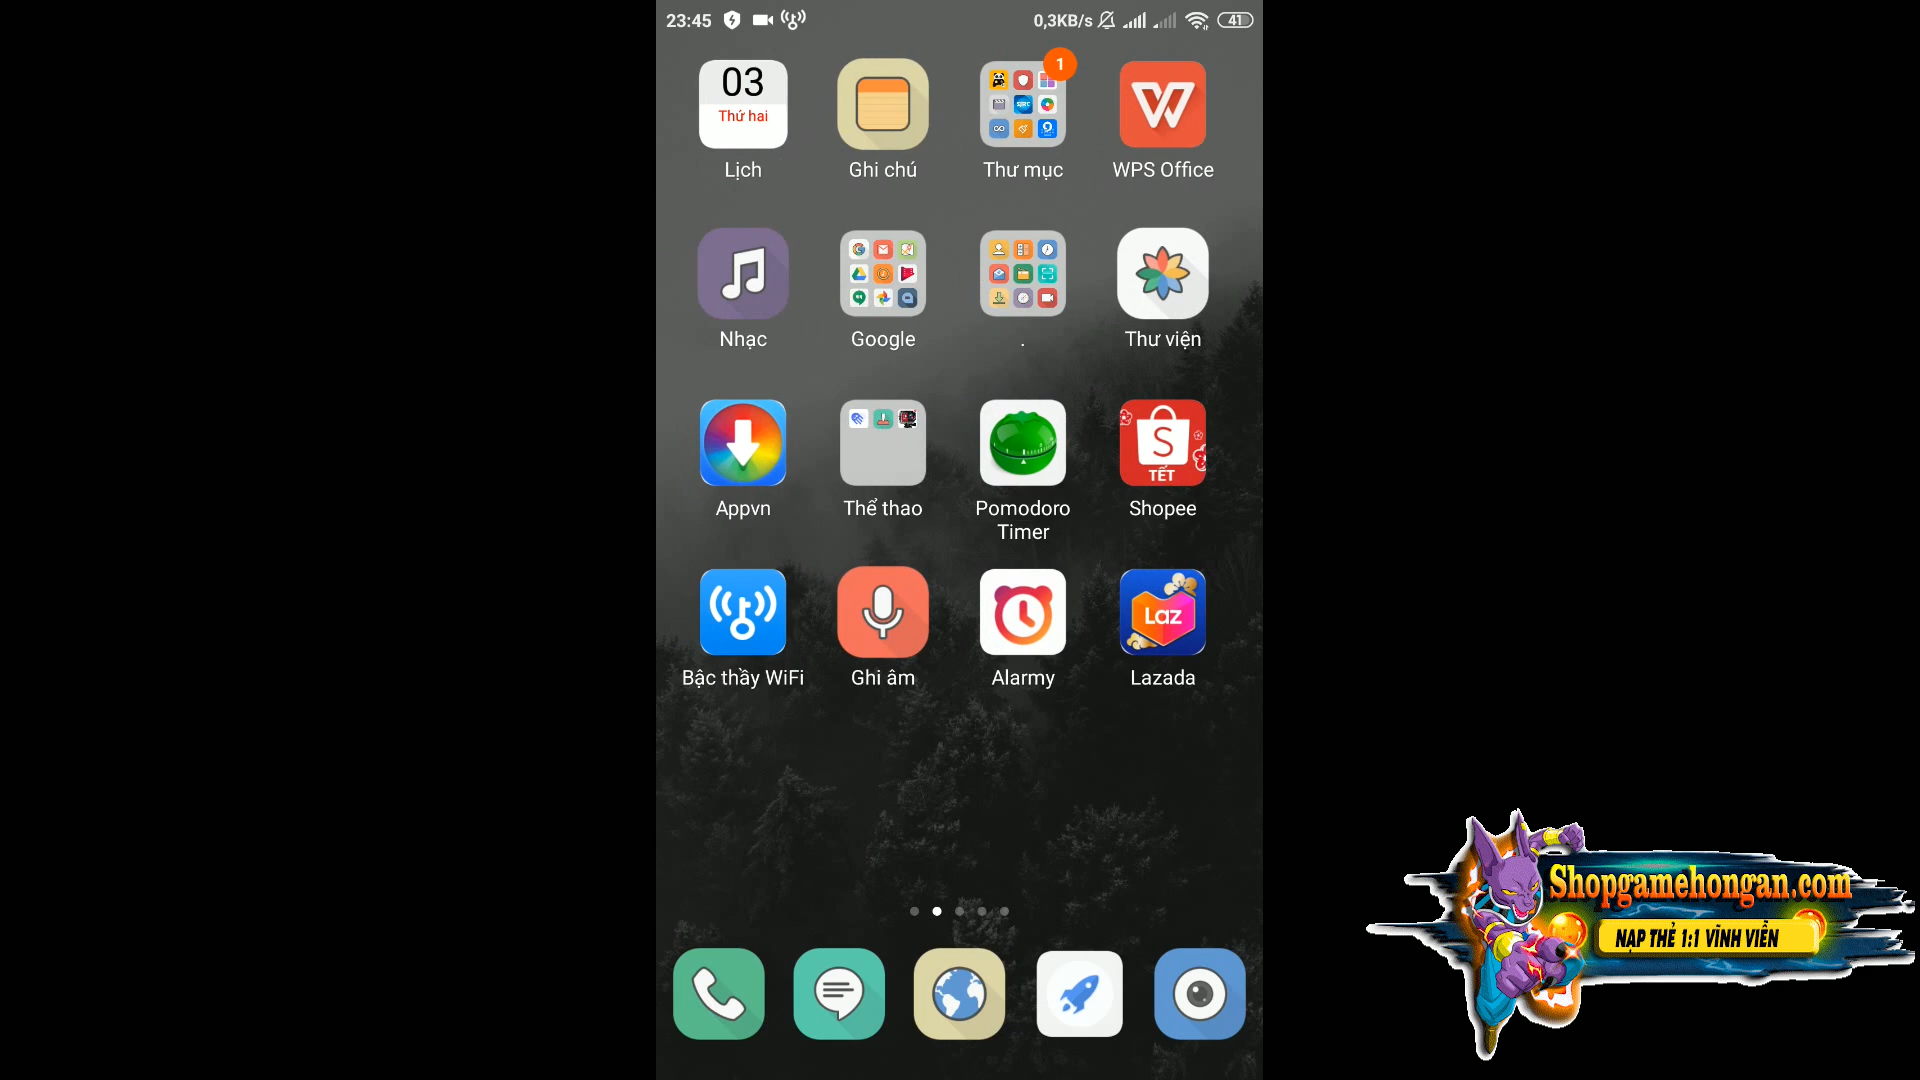 23:45
0,3KB/s
41
03
Thứ hai
1
Lịch
Ghi chú
Thư mục
WPS Office
Nhạc
Google
.
Thư viện
S
TẾT
Appvn
Thể thao
Pomodoro
Timer
Shopee
Laz
Bậc thầy WiFi
Ghi âm
Alarmy
Lazada
Shopgamehongan.com
NẠP THẺ 1:1 VĨNH VIỄN